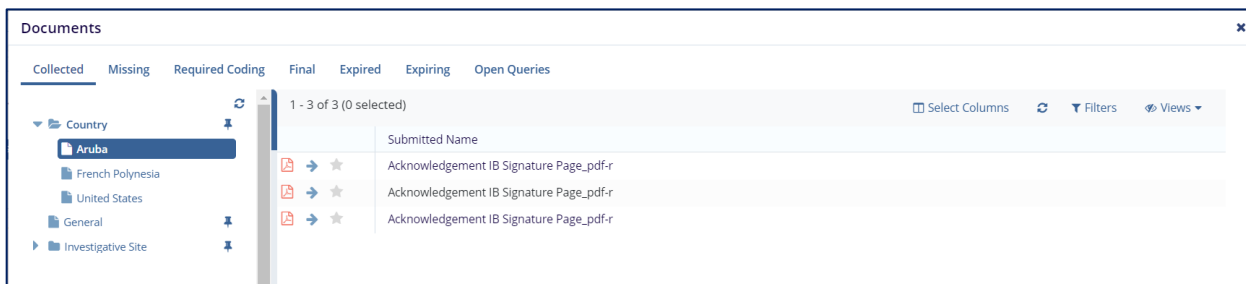 Documents
Collected Missing Required Coding Final Expired Expiring Open Queries
1 - 3 of 3 (0 selected) Select Columns Filters Views
Country
Aruba
French Polynesia
United States
General
Investigative Site
Submitted Name
Acknowledgement IB Signature Page_pdf-r
Acknowledgement IB Signature Page_pdf-r
Acknowledgement IB Signature Page_pdf-r